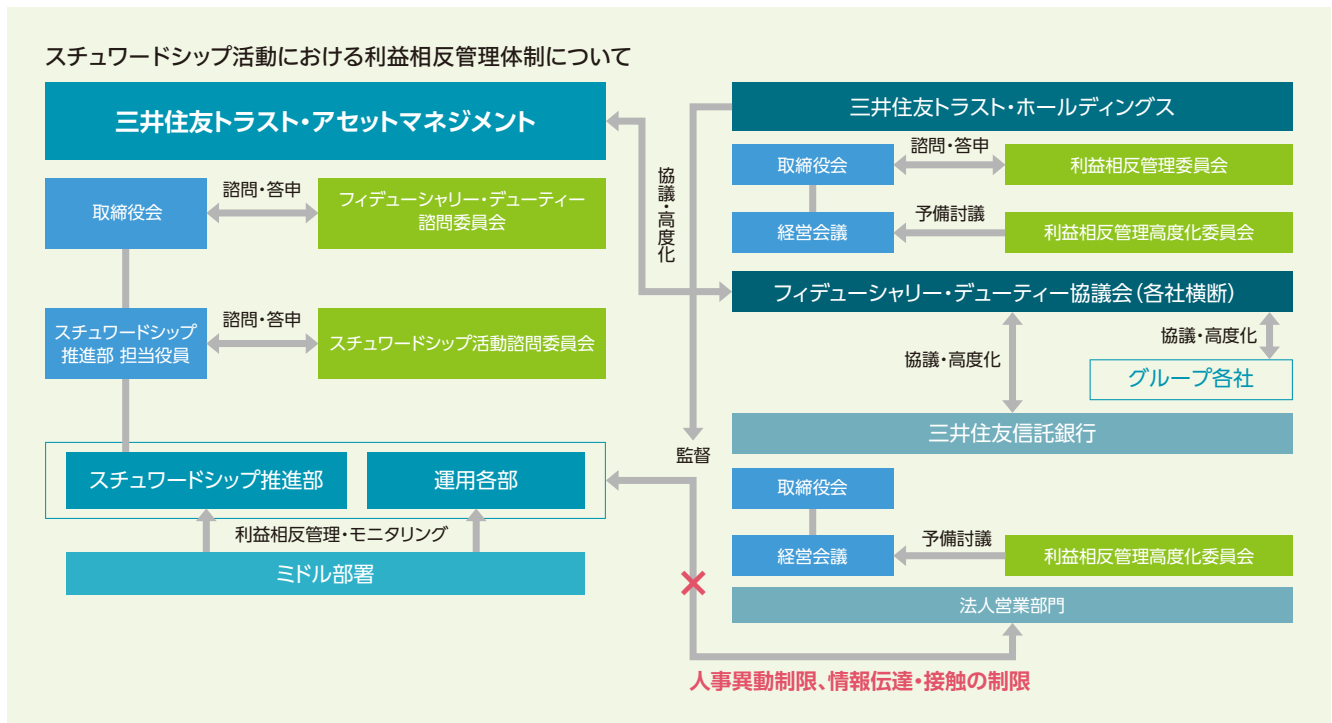 スチュワードシップ活動における利益相反管理体制について
三井住友トラスト・アセットマネジメント
取締役会
諮問・答申
フィデューシャリー・デューティー
諮問委員会
スチュワードシップ
推進部 担当役員
諮問・答申
スチュワードシップ活動諮問委員会
スチュワードシップ推進部
運用各部
利益相反管理・モニタリング
ミドル部署
協議・高度化
監督
三井住友トラスト・ホールディングス
取締役会
諮問・答申
利益相反管理委員会
経営会議
予備討議
利益相反管理高度化委員会
フィデューシャリー・デューティー協議会(各社横断)
協議・高度化
協議・高度化
グループ各社
三井住友信託銀行
取締役会
経営会議
予備討議
利益相反管理高度化委員会
法人営業部門
人事異動制限、情報伝達・接触の制限